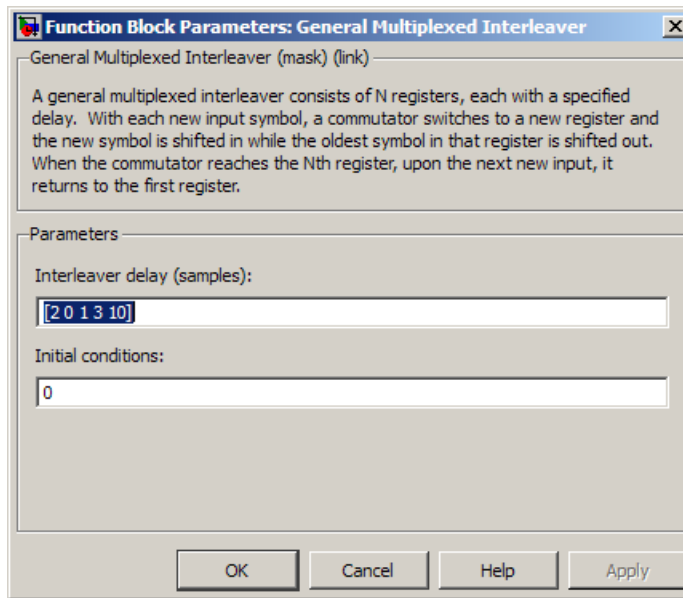 Function Block Parameters: General Multiplexed Interleaver
General Multiplexed Interleaver (mask) (link)
A general multiplexed interleaver consists of N registers, each with a specified
delay. With each new input symbol, a commutator switches to a new register and
the new symbol is shifted in while the oldest symbol in that register is shifted out.
When the commutator reaches the Nth register, upon the next new input, it
returns to the first register.
Parameters
Interleaver delay (samples):
[2 0 1 3 10]
Initial conditions:
0
OK Cancel Help Apply